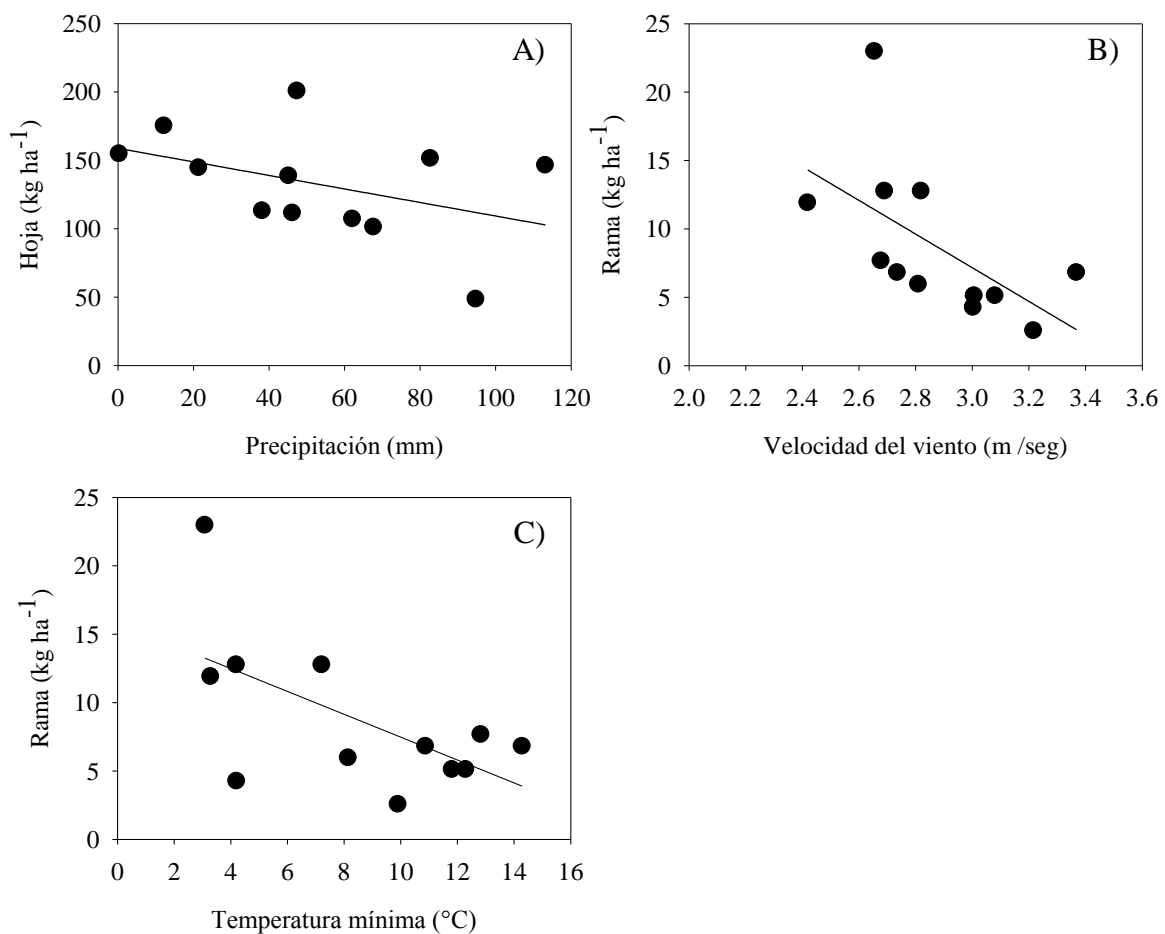 A)
Hoja (kg ha-1)
250
200
150
100
50
0
0 20 40 60 80 100 120
Precipitación (mm)
B)
Rama (kg ha-1)
25
20
15
10
5
0
2.0 2.2 2.4 2.6 2.8 3.0 3.2 3.4 3.6
Velocidad del viento (m /seg)
C)
Rama (kg ha-1)
25
20
15
10
5
0
0 2 4 6 8 10 12 14 16
Temperatura mínima (°C)